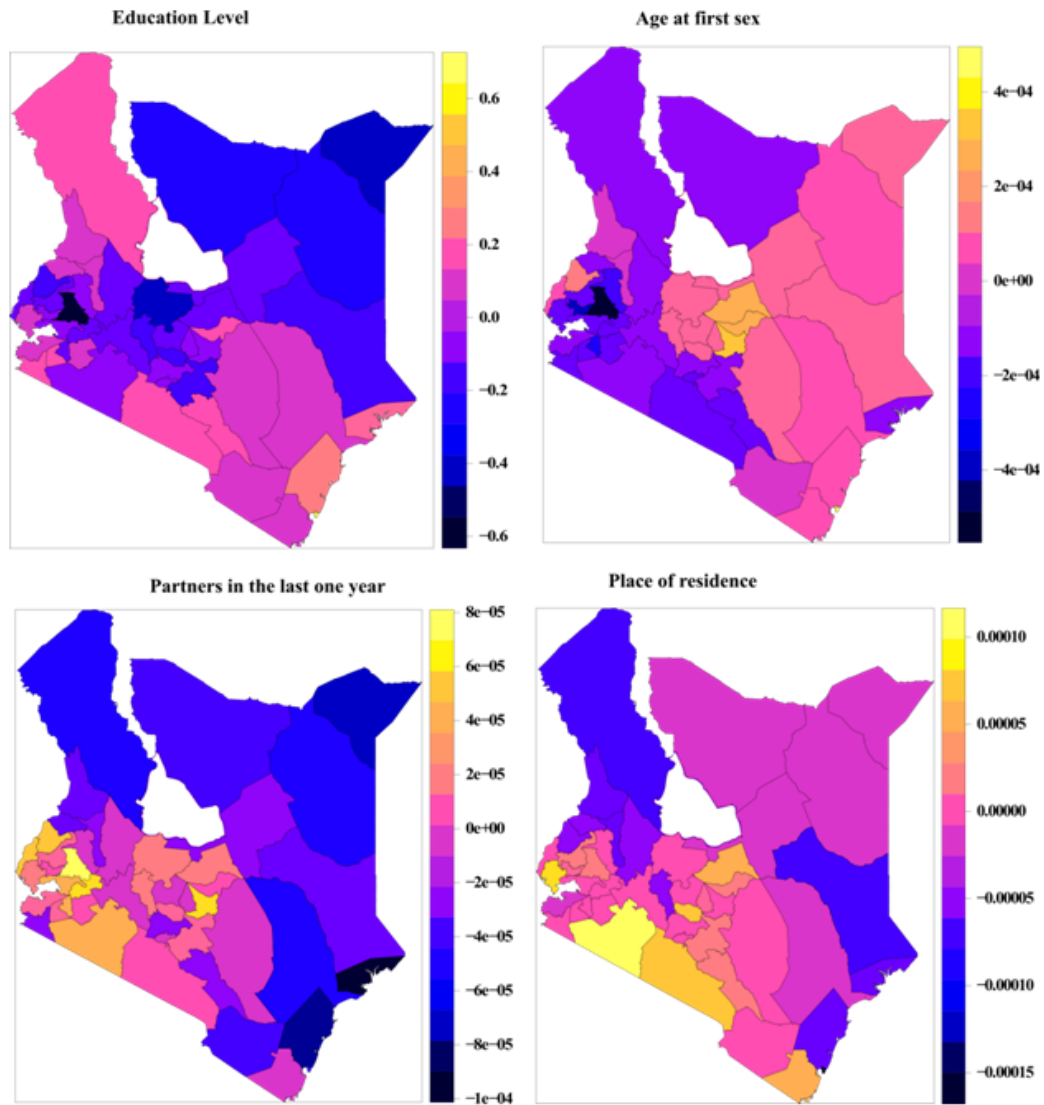 Education Level
0.6
0.4
0.2
0.0
−0.2
−0.4
−0.6
Age at first sex
4e−04
2e−04
0e+00
−2e−04
−4e−04
Partners in the last one year
8e−05
6e−05
4e−05
2e−05
0e+00
−2e−05
−4e−05
−6e−05
−8e−05
−1e−04
Place of residence
0.00010
0.00005
0.00000
−0.00005
−0.00010
−0.00015